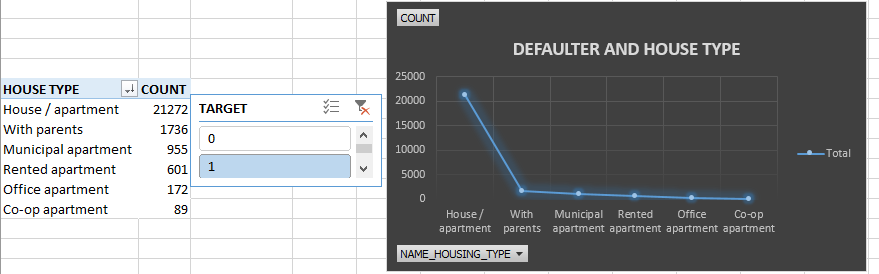 HOUSE TYPE COUNT
House / apartment 21272
With parents 1736
Municipal apartment 955
Rented apartment 601
Office apartment 172
Co-op apartment 89
TARGET
0
1
COUNT
DEFAULTER AND HOUSE TYPE
25000
20000
15000
10000
5000
0
House / apartment
With parents
Municipal apartment
Rented apartment
Office apartment
Co-op apartment
Total
NAME_HOUSING_TYPE